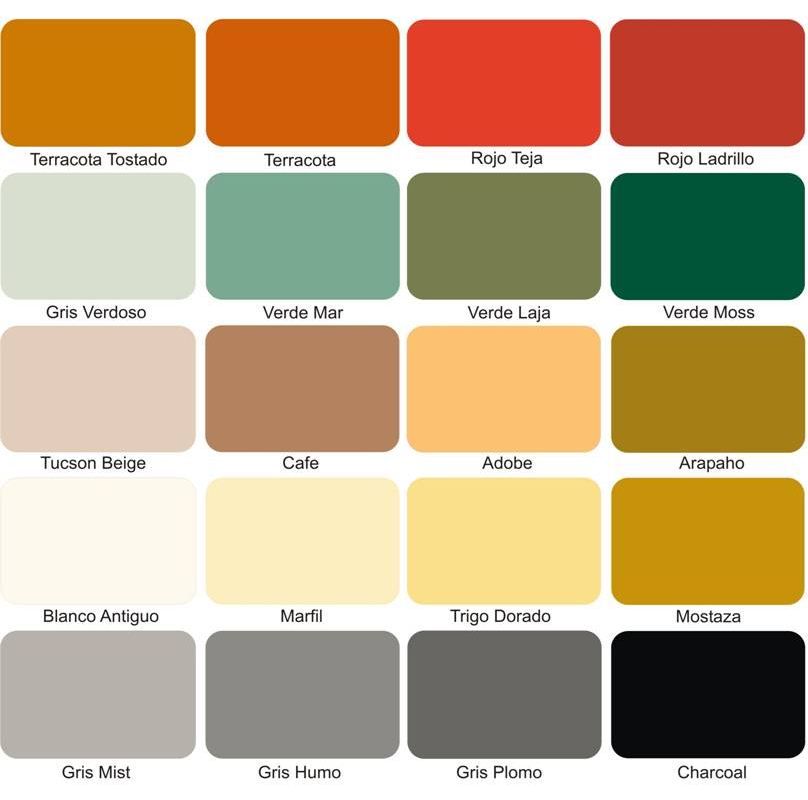 Terracota Tostado
Terracota
Rojo Teja
Rojo Ladrillo
Gris Verdoso
Verde Mar
Verde Laja
Verde Moss
Tucson Beige
Cafe
Adobe
Arapaho
Blanco Antiguo
Marfil
Trigo Dorado
Mostaza
Gris Mist
Gris Humo
Gris Plomo
Charcoal